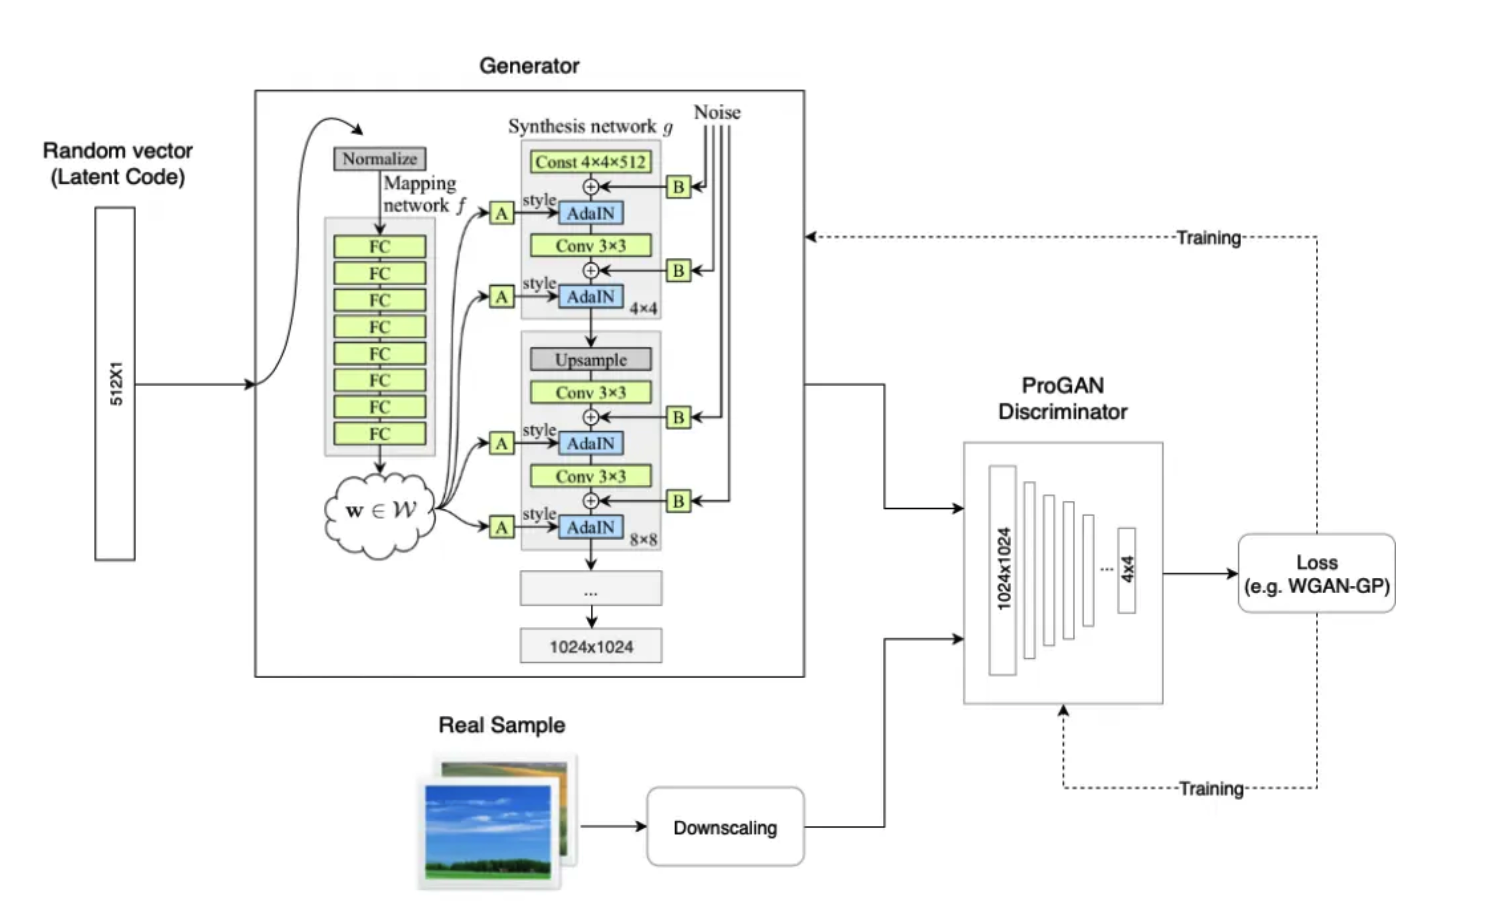 Generator
Random vector
(Latent Code)
512X1
Normalize
Mapping
network f
FC
FC
FC
FC
FC
FC
FC
FC
w ∈ W
Synthesis network g
Noise
Const 4×4×512
B
A
style
AdaIN
Conv 3×3
B
A
style
AdaIN
4×4
Upsample
Conv 3×3
B
A
style
AdaIN
Conv 3×3
B
A
style
AdaIN
8×8
...
1024x1024
Training
ProGAN
Discriminator
1024x1024
...
4x4
Loss
(e.g. WGAN-GP)
Training
Real Sample
Downscaling